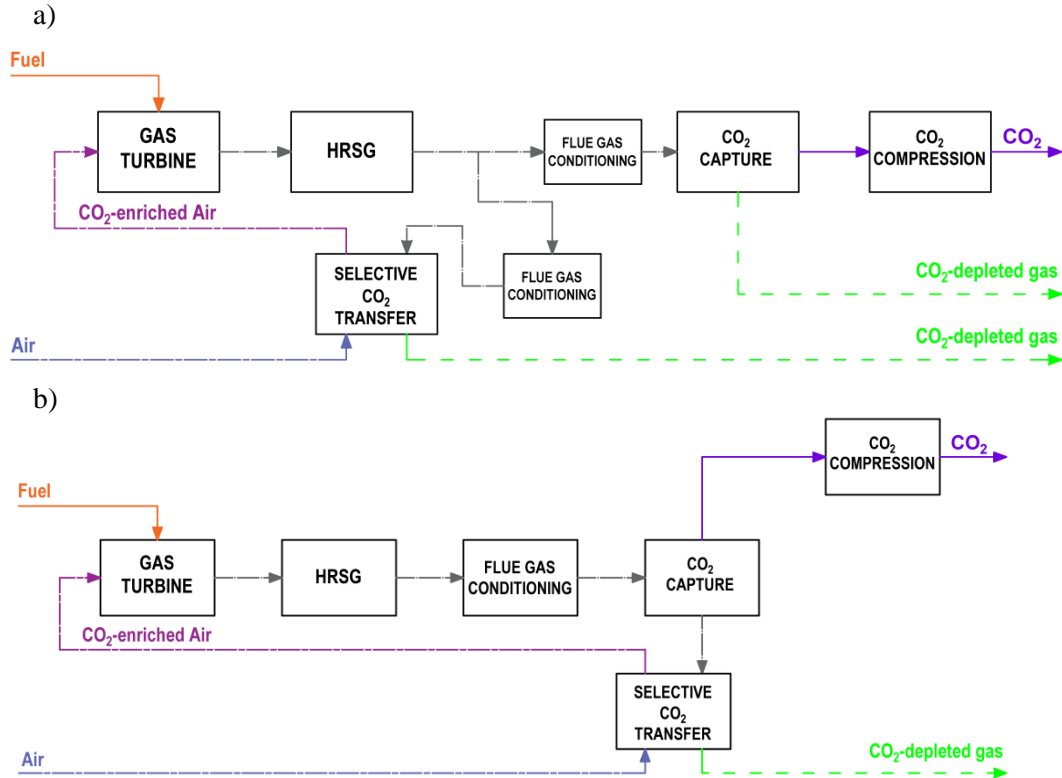 a)
Fuel
GAS
TURBINE
HRSG
FLUE GAS
CONDITIONING
CO₂
CAPTURE
CO₂
COMPRESSION
CO₂
CO₂-enriched Air
SELECTIVE
CO₂
TRANSFER
FLUE GAS
CONDITIONING
CO₂-depleted gas
Air
CO₂-depleted gas
b)
CO₂
COMPRESSION
CO₂
Fuel
GAS
TURBINE
HRSG
FLUE GAS
CONDITIONING
CO₂
CAPTURE
CO₂-enriched Air
SELECTIVE
CO₂
TRANSFER
Air
CO₂-depleted gas